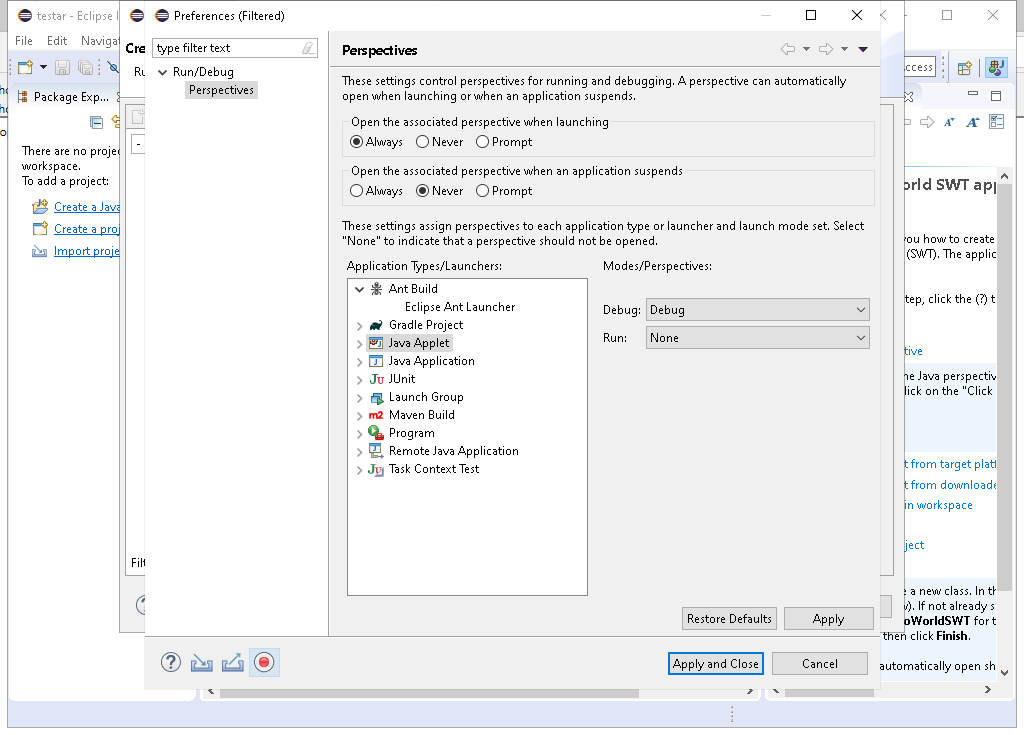 testar - Eclipse
Preferences (Filtered)
File Edit Naviga
Cre
type filter text
Perspectives
Run/Debug
Perspectives
These settings control perspectives for running and debugging. A perspective can automatically
open when launching or when an application suspends.
Package Exp...
Open the associated perspective when launching
Always Never Prompt
There are no proje
workspace.
To add a project:
Open the associated perspective when an application suspends
Always Never Prompt
Create a Java
Create a proj
Import proje
These settings assign perspectives to each application type or launcher and launch mode set. Select
"None" to indicate that a perspective should not be opened.
Application Types/Launchers:
Modes/Perspectives:
Ant Build
Eclipse Ant Launcher
Gradle Project
Java Applet
Java Application
JUnit
Launch Group
Maven Build
Program
Remote Java Application
Task Context Test
Debug: Debug
Run: None
Filt
Restore Defaults Apply
Apply and Close Cancel
ccess
orld SWT app
you how to create
(SWT). The applic
tep, click the (?) t
tive
he Java perspectiv
lick on the "Click
t from target platf
t from downloade
in workspace
ject
e a new class. In th
w). If not already s
oWorldSWT for t
then click Finish.
automatically open sh